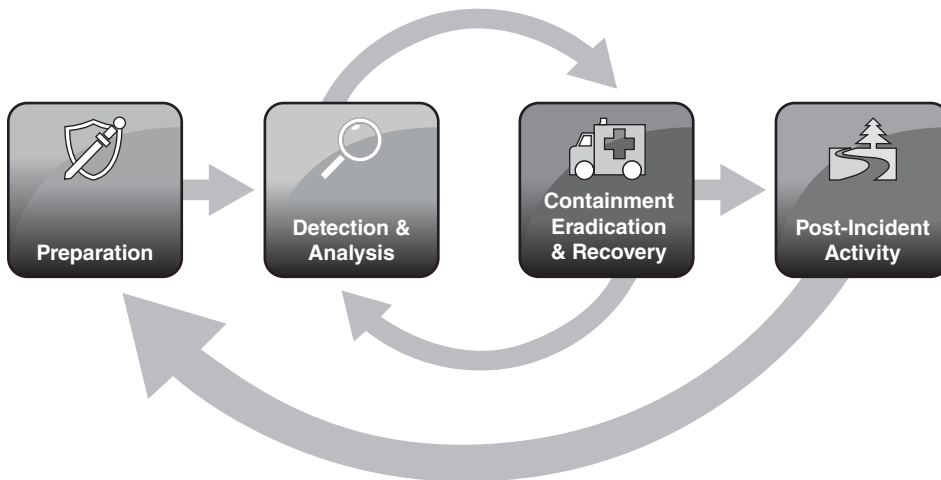 Preparation
Detection &
Analysis
Containment
Eradication
& Recovery
Post-Incident
Activity